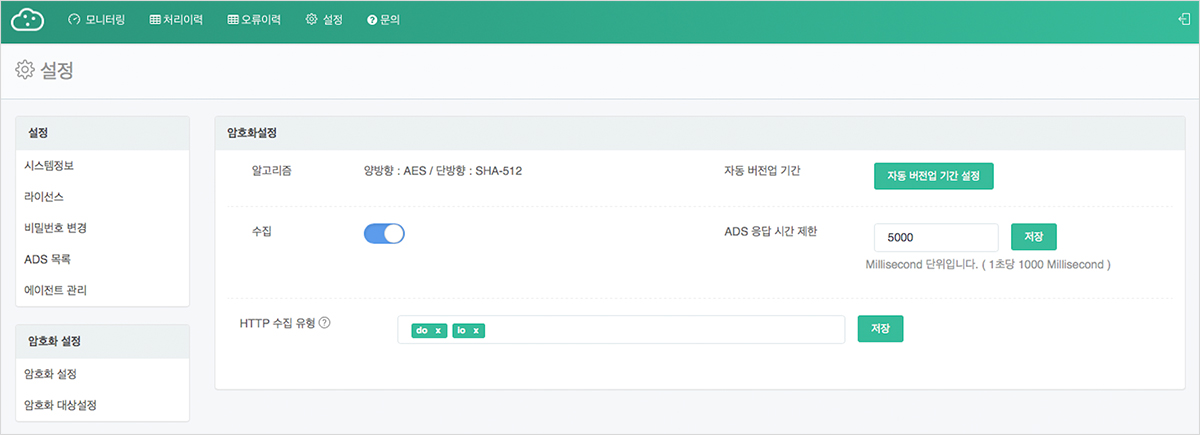 모니터링 처리이력 오류이력 설정 문의
설정
설정
시스템정보
라이선스
비밀번호 변경
ADS 목록
에이전트 관리
암호화 설정
암호화 설정
암호화 대상설정
암호화설정
알고리즘 양방향 : AES / 단방향 : SHA-512 자동 버전업 기간 자동 버전업 기간 설정
수집 ADS 응답 시간 제한 5000 저장
Millisecond 단위입니다. ( 1초당 1000 Millisecond )
HTTP 수집 유형 ? do x io x 저장